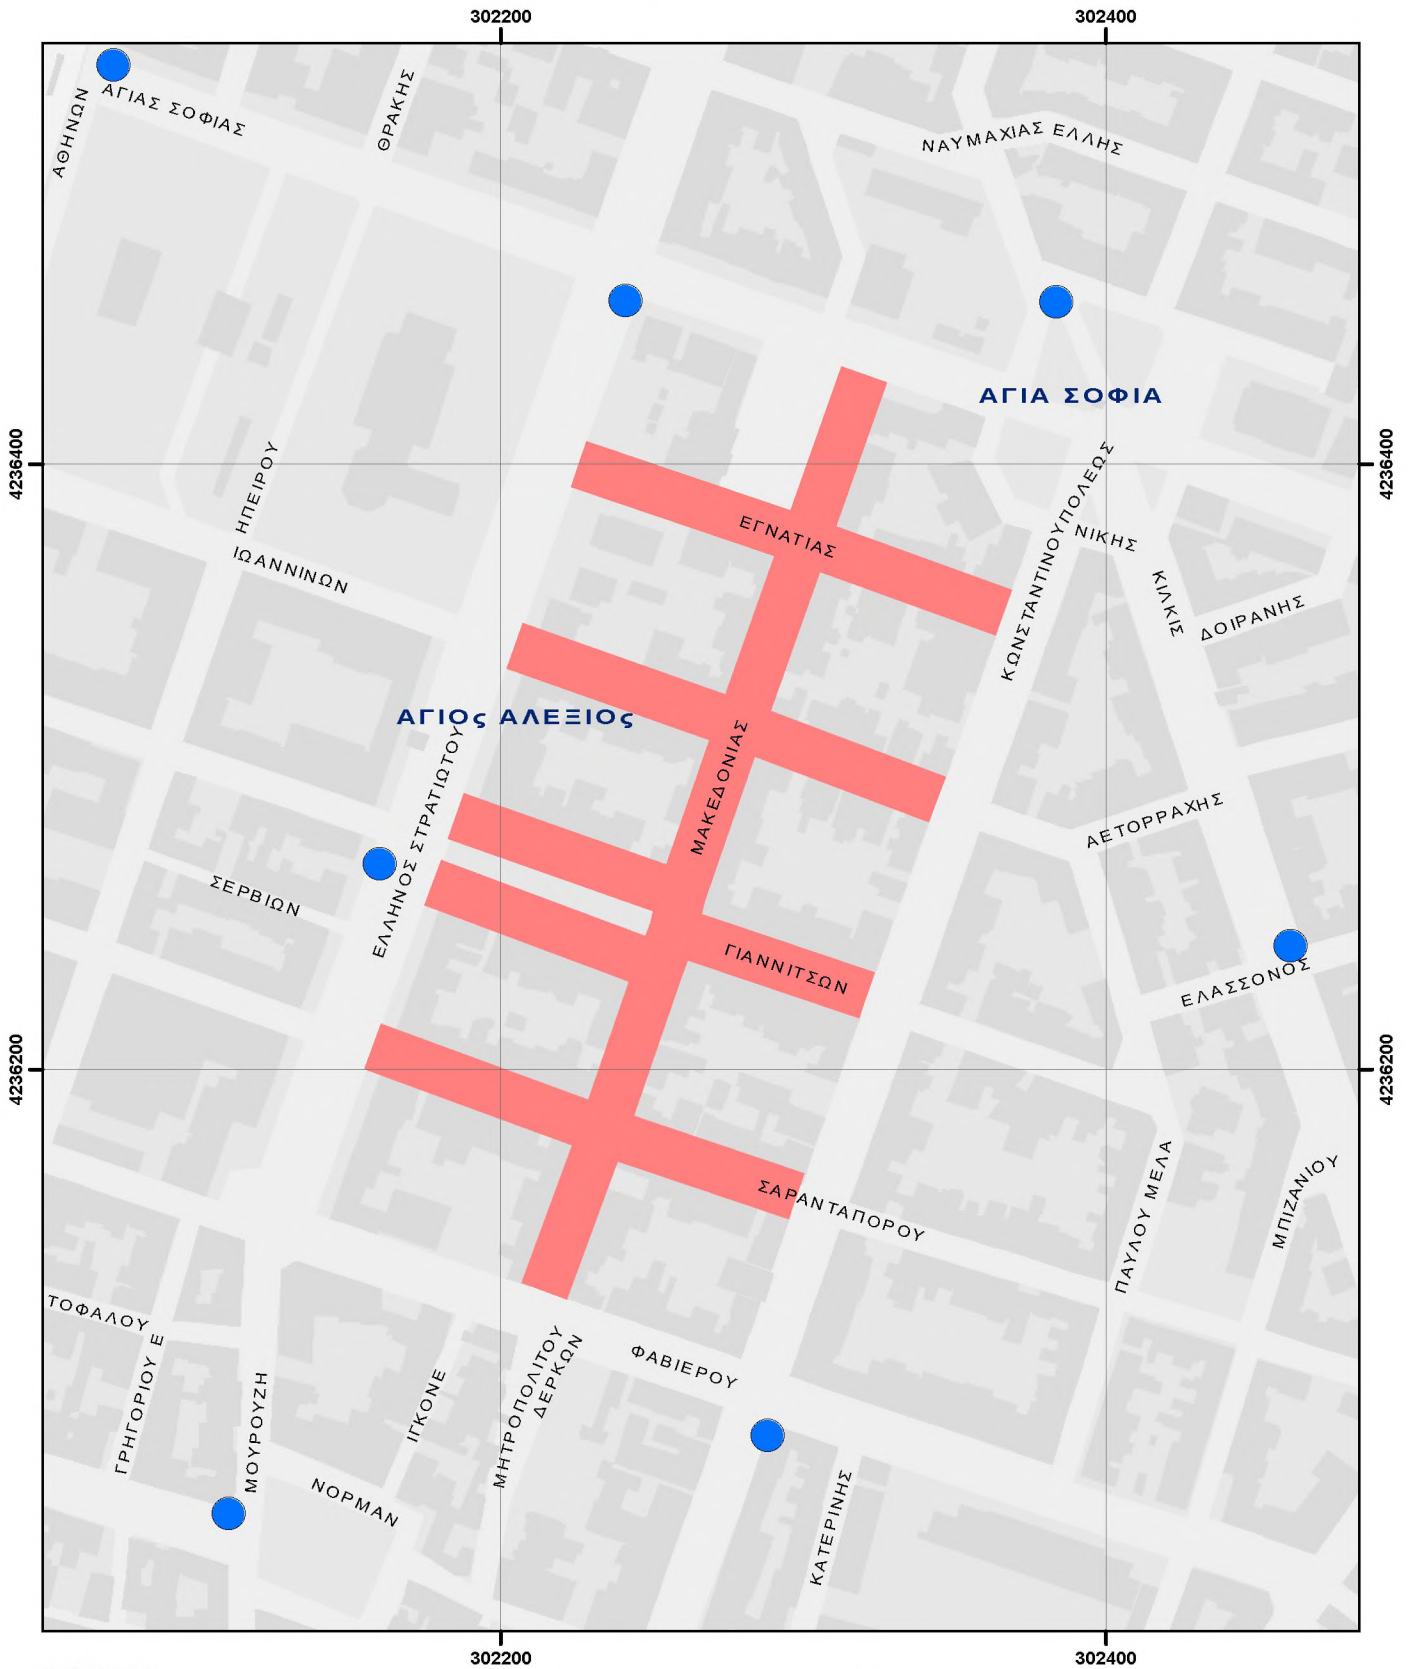 302200
302400
ΑΓΙΑΣ ΣΟΦΙΑΣ
ΑΘΗΝΩΝ
ΘΡΑΚΗΣ
ΝΑΥΜΑΧΙΑΣ ΕΛΛΗΣ
ΑΓΙΑ ΣΟΦΙΑ
4236400
4236400
ΗΠΕΙΡΟΥ
ΙΩΑΝΝΙΝΩΝ
ΕΓΝΑΤΙΑΣ
ΚΩΝΣΤΑΝΤΙΝΟΥΠΟΛΕΩΣ
ΝΙΚΗΣ
ΚΙΛΚΙΣ
ΔΟΙΡΑΝΗΣ
ΑΓΙΟς ΑΛΕΞΙΟς
ΜΑΚΕΔΟΝΙΑΣ
ΕΛΛΗΝΟΣ ΣΤΡΑΤΙΩΤΟΥ
ΑΕΤΟΡΡΑΧΗΣ
ΣΕΡΒΙΩΝ
ΓΙΑΝΝΙΤΣΩΝ
ΕΛΑΣΣΟΝΟΣ
4236200
4236200
ΣΑΡΑΝΤΑΠΟΡΟΥ
ΠΑΥΛΟΥ ΜΕΛΑ
ΜΠΙΖΑΝΙΟΥ
ΤΟΦΑΛΟΥ
ΓΡΗΓΟΡΙΟΥ Ε
ΜΟΥΡΟΥΖΗ
ΙΓΚΟΝΕ
ΜΗΤΡΟΠΟΛΙΤΟΥ
ΔΕΡΚΩΝ
ΦΑΒΙΕΡΟΥ
ΝΟΡΜΑΝ
ΚΑΤΕΡΙΝΗΣ
302200
302400